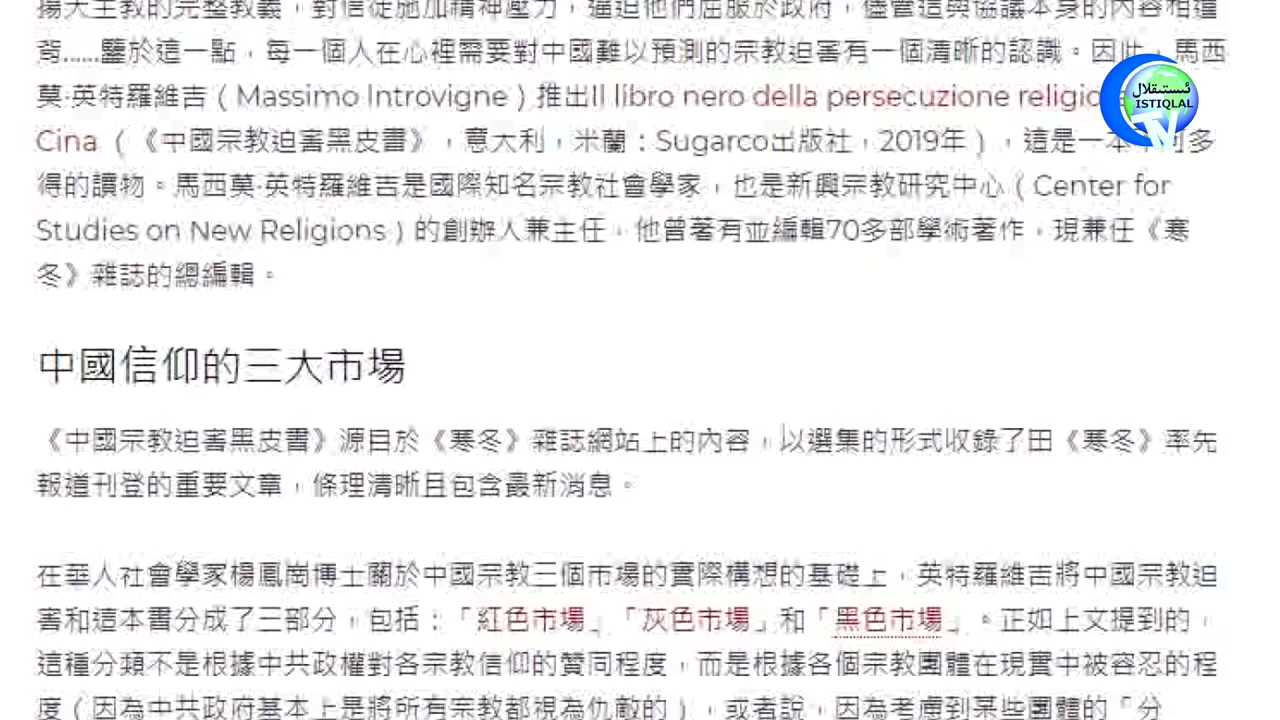 揚天主教的完整教義，對信徒施加精神壓力，逼迫他們屈服於政府，儘管這與協議本身的內容相違
背……鑒於這一點，每一個人在心裡需要對中國難以預測的宗教迫害有一個清晰的認識。因此，馬西
莫·英特羅維吉（Massimo Introvigne）推出Il libro nero della persecuzione
Cina（《中國宗教迫害黑皮書》，意大利，米蘭：Sugarco出版社，2019年），這是一本不可多
得的讀物。馬西莫·英特羅維吉是國際知名宗教社會學家，也是新興宗教研究中心（Center for
Studies on New Religions）的創辦人兼主任，他曾著有並編輯70多部學術著作，現兼任《寒
冬》雜誌的總編輯。
ئىستىقلال
ISTIQLAL
TV
中國信仰的三大市場
《中國宗教迫害黑皮書》源自於《寒冬》雜誌網站上的內容，以選集的形式收錄了由《寒冬》率先
報道刊登的重要文章，條理清晰且包含最新消息。
在華人社會學家楊鳳崗博士關於中國宗教三個市場的實際構想的基礎上，英特羅維吉將中國宗教迫
害和這本書分成了三部分，包括：「紅色市場」「灰色市場」和「黑色市場」。正如上文提到的，
這種分類不是根據中共政權對各宗教信仰的贊同程度，而是根據各個宗教團體在現實中被容忍的程
度（因為中共政府基本上是將所有宗教都視為仇敵的），或者說，因為考慮到某些團體的「分